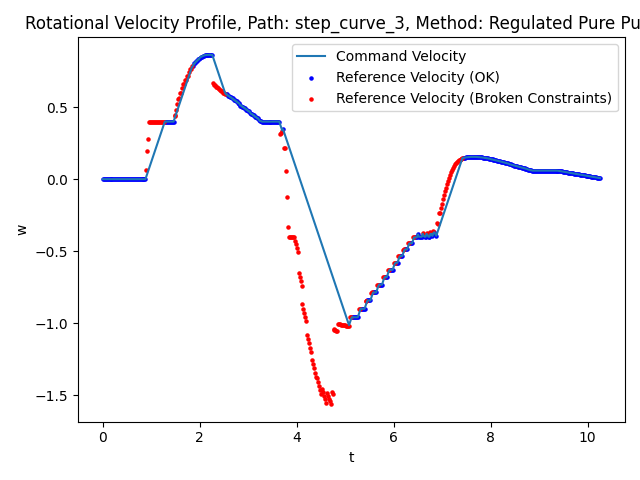 Rotational Velocity Profile, Path: step_curve_3, Method: Regulated Pure Pu
Command Velocity
Reference Velocity (OK)
Reference Velocity (Broken Constraints)
0.5
0.0
−0.5
−1.0
−1.5
w
0 2 4 6 8 10
t